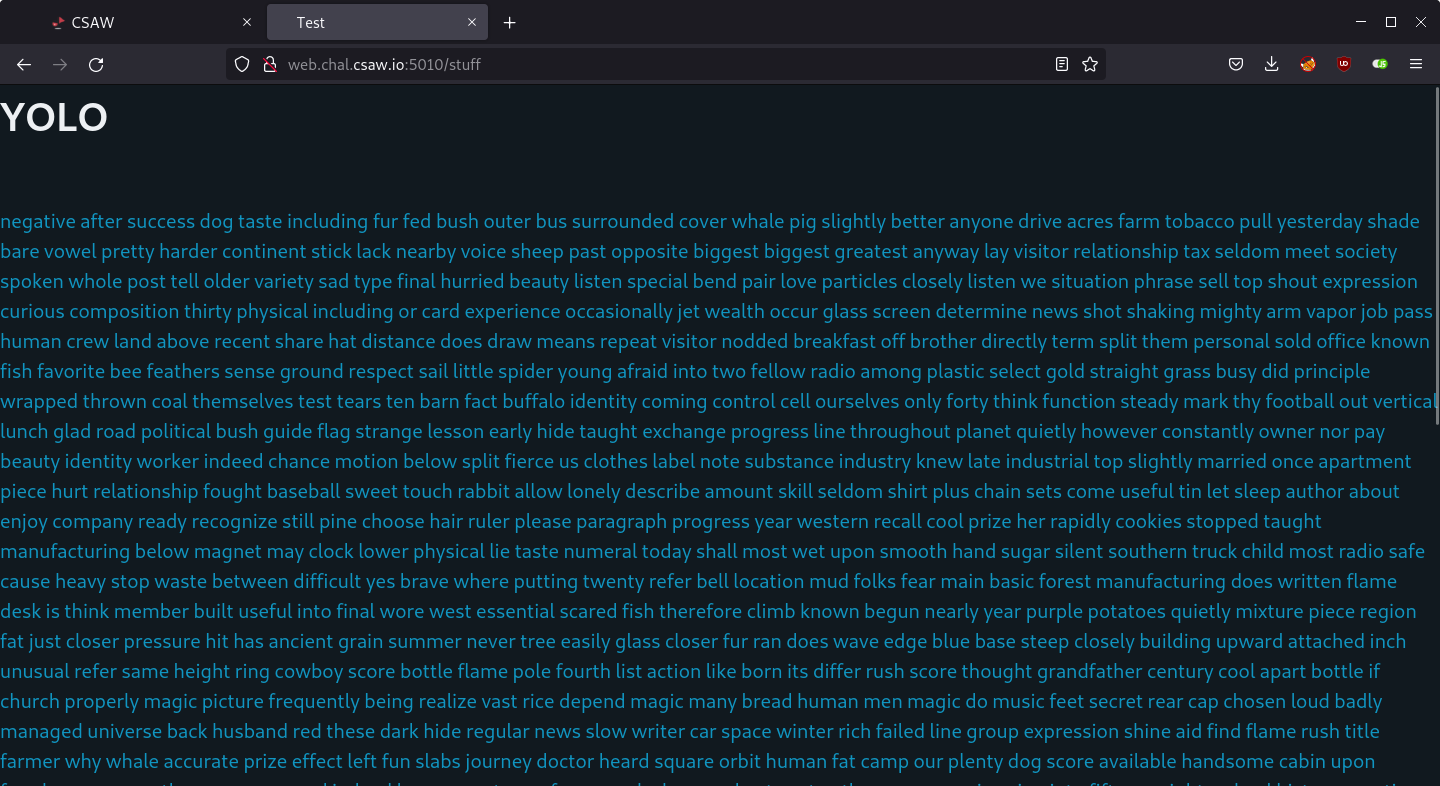 CSAW
Test
web.chal.csaw.io:5010/stuff
YOLO
negative after success dog taste including fur fed bush outer bus surrounded cover whale pig slightly better anyone drive acres farm tobacco pull yesterday shade
bare vowel pretty harder continent stick lack nearby voice sheep past opposite biggest biggest greatest anyway lay visitor relationship tax seldom meet society
spoken whole post tell older variety sad type final hurried beauty listen special bend pair love particles closely listen we situation phrase sell top shout expression
curious composition thirty physical including or card experience occasionally jet wealth occur glass screen determine news shot shaking mighty arm vapor job pass
human crew land above recent share hat distance does draw means repeat visitor nodded breakfast off brother directly term split them personal sold office known
fish favorite bee feathers sense ground respect sail little spider young afraid into two fellow radio among plastic select gold straight grass busy did principle
wrapped thrown coal themselves test tears ten barn fact buffalo identity coming control cell ourselves only forty think function steady mark thy football out vertical
lunch glad road political bush guide flag strange lesson early hide taught exchange progress line throughout planet quietly however constantly owner nor pay
beauty identity worker indeed chance motion below split fierce us clothes label note substance industry knew late industrial top slightly married once apartment
piece hurt relationship fought baseball sweet touch rabbit allow lonely describe amount skill seldom shirt plus chain sets come useful tin let sleep author about
enjoy company ready recognize still pine choose hair ruler please paragraph progress year western recall cool prize her rapidly cookies stopped taught
manufacturing below magnet may clock lower physical lie taste numeral today shall most wet upon smooth hand sugar silent southern truck child most radio safe
cause heavy stop waste between difficult yes brave where putting twenty refer bell location mud folks fear main basic forest manufacturing does written flame
desk is think member built useful into final wore west essential scared fish therefore climb known begun nearly year purple potatoes quietly mixture piece region
fat just closer pressure hit has ancient grain summer never tree easily glass closer fur ran does wave edge blue base steep closely building upward attached inch
unusual refer same height ring cowboy score bottle flame pole fourth list action like born its differ rush score thought grandfather century cool apart bottle if
church properly magic picture frequently being realize vast rice depend magic many bread human men magic do music feet secret rear cap chosen loud badly
managed universe back husband red these dark hide regular news slow writer car space winter rich failed line group expression shine aid find flame rush title
farmer why whale accurate prize effect left fun slabs journey doctor heard square orbit human fat camp our plenty dog score available handsome cabin upon